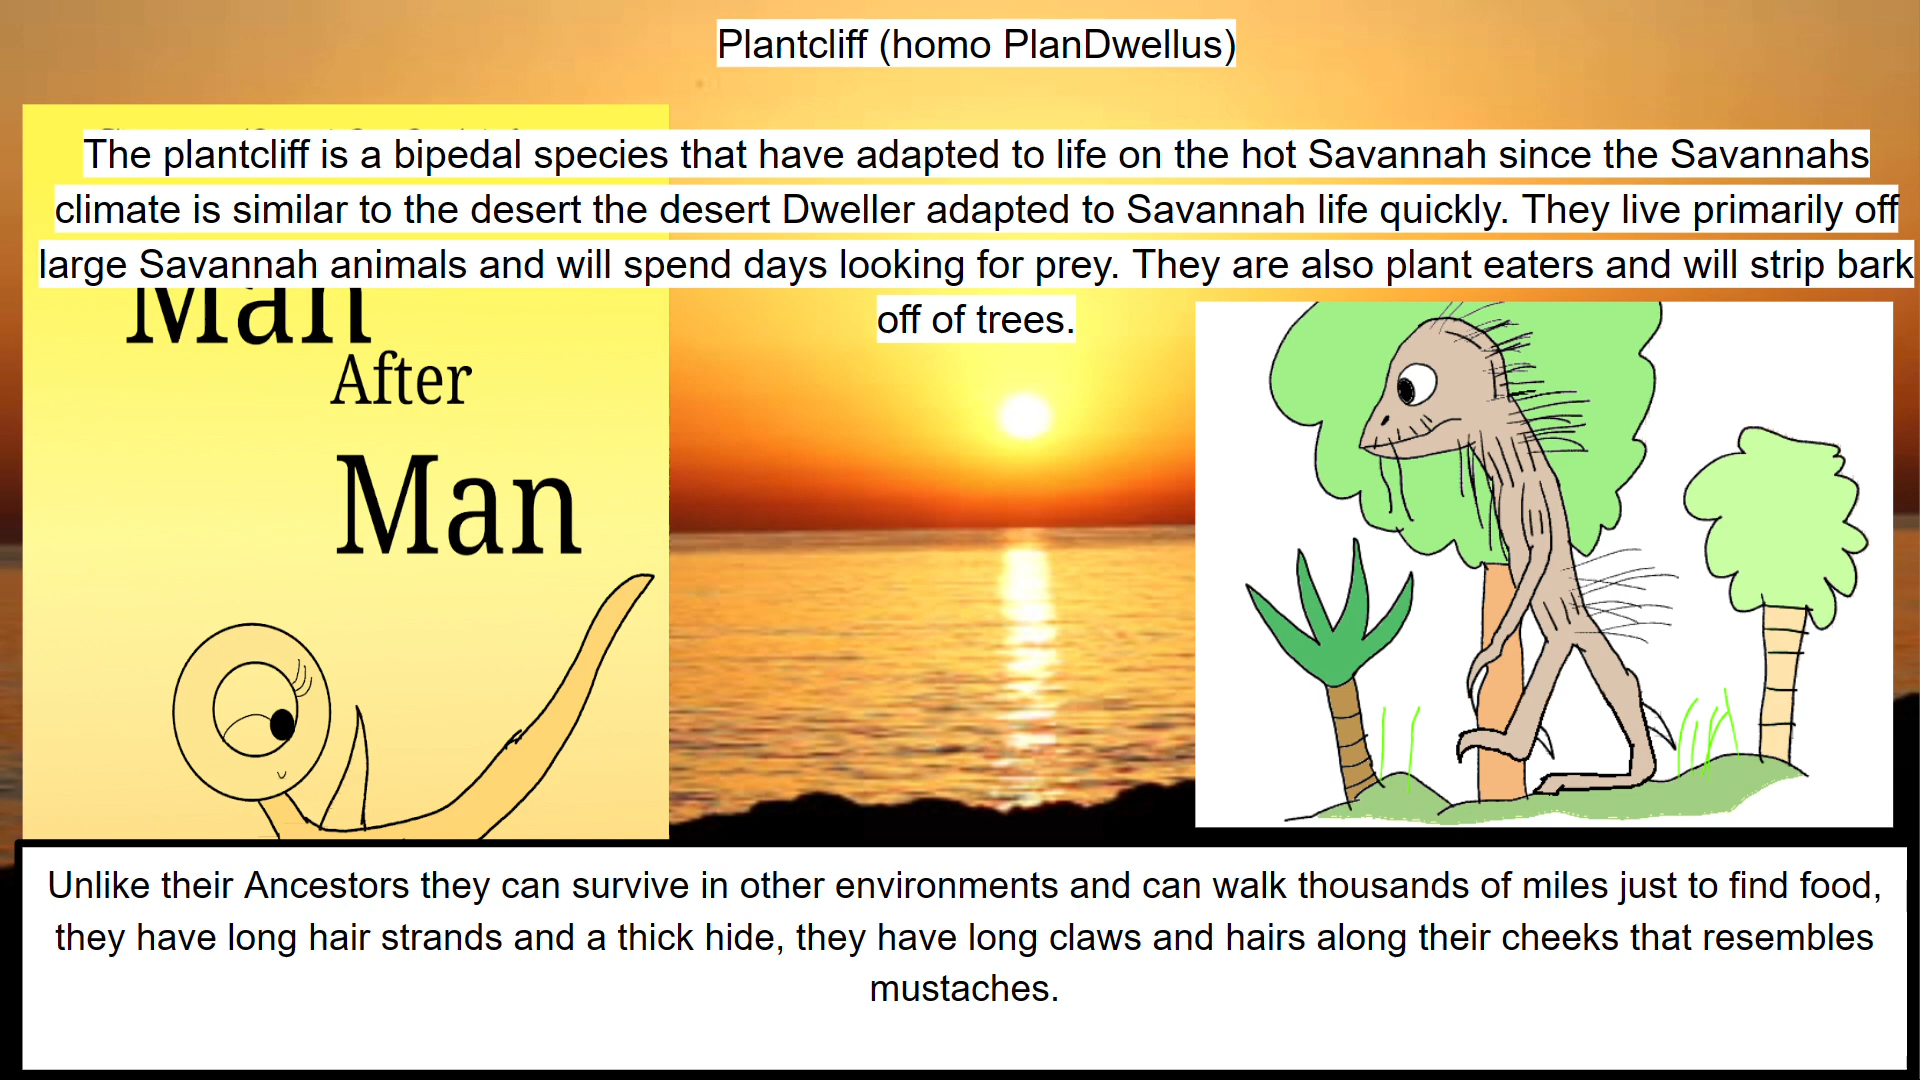 Plantcliff (homo PlanDwellus)
The plantcliff is a bipedal species that have adapted to life on the hot Savannah since the Savannahs
climate is similar to the desert the desert Dweller adapted to Savannah life quickly. They live primarily off
large Savannah animals and will spend days looking for prey. They are also plant eaters and will strip bark
off of trees.
Man
After
Man
Unlike their Ancestors they can survive in other environments and can walk thousands of miles just to find food,
they have long hair strands and a thick hide, they have long claws and hairs along their cheeks that resembles
mustaches.